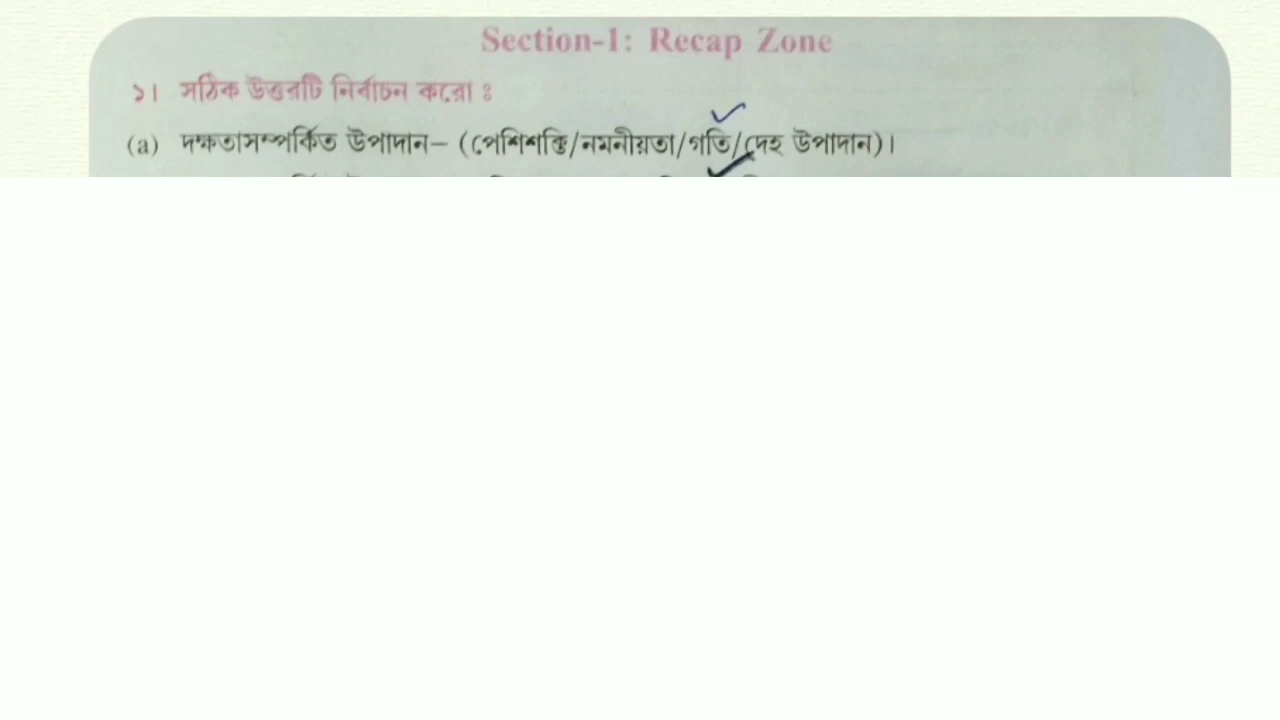 Section-1: Recap Zone
১। সঠিক উত্তরটি নির্বাচন করো ঃ
(a) দক্ষতাসম্পর্কিত উপাদান– (পেশিশক্তি/নমনীয়তা/গতি/দেহ উপাদান)।